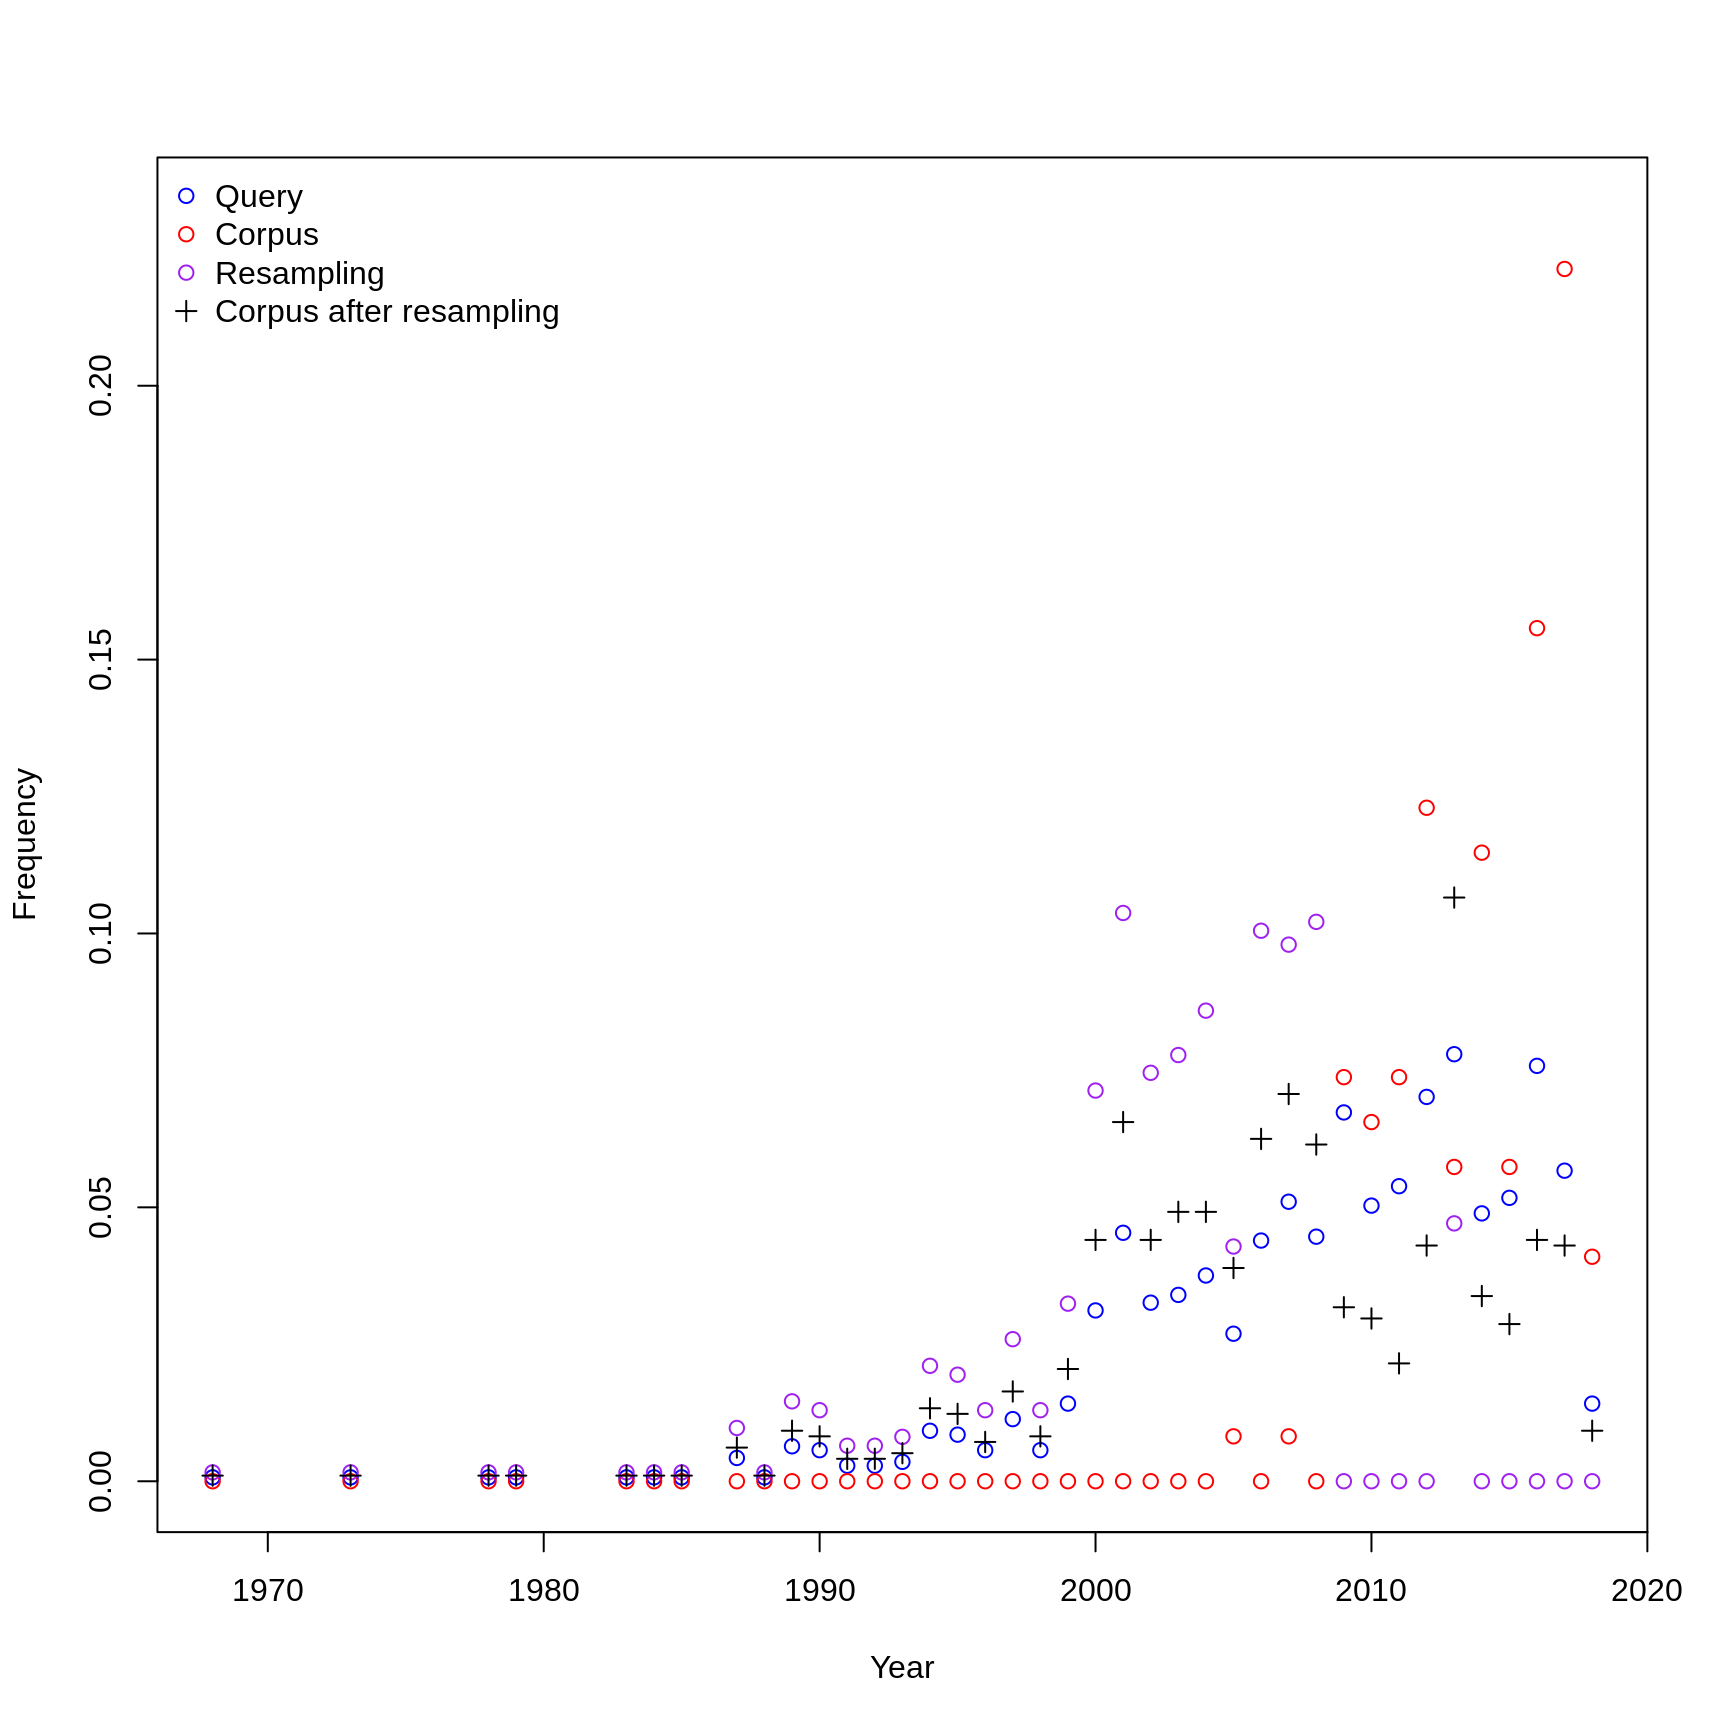 Query
Corpus
Resampling
Corpus after resampling
0.20
0.15
0.10
0.05
0.00
Frequency
1970 1980 1990 2000 2010 2020
Year